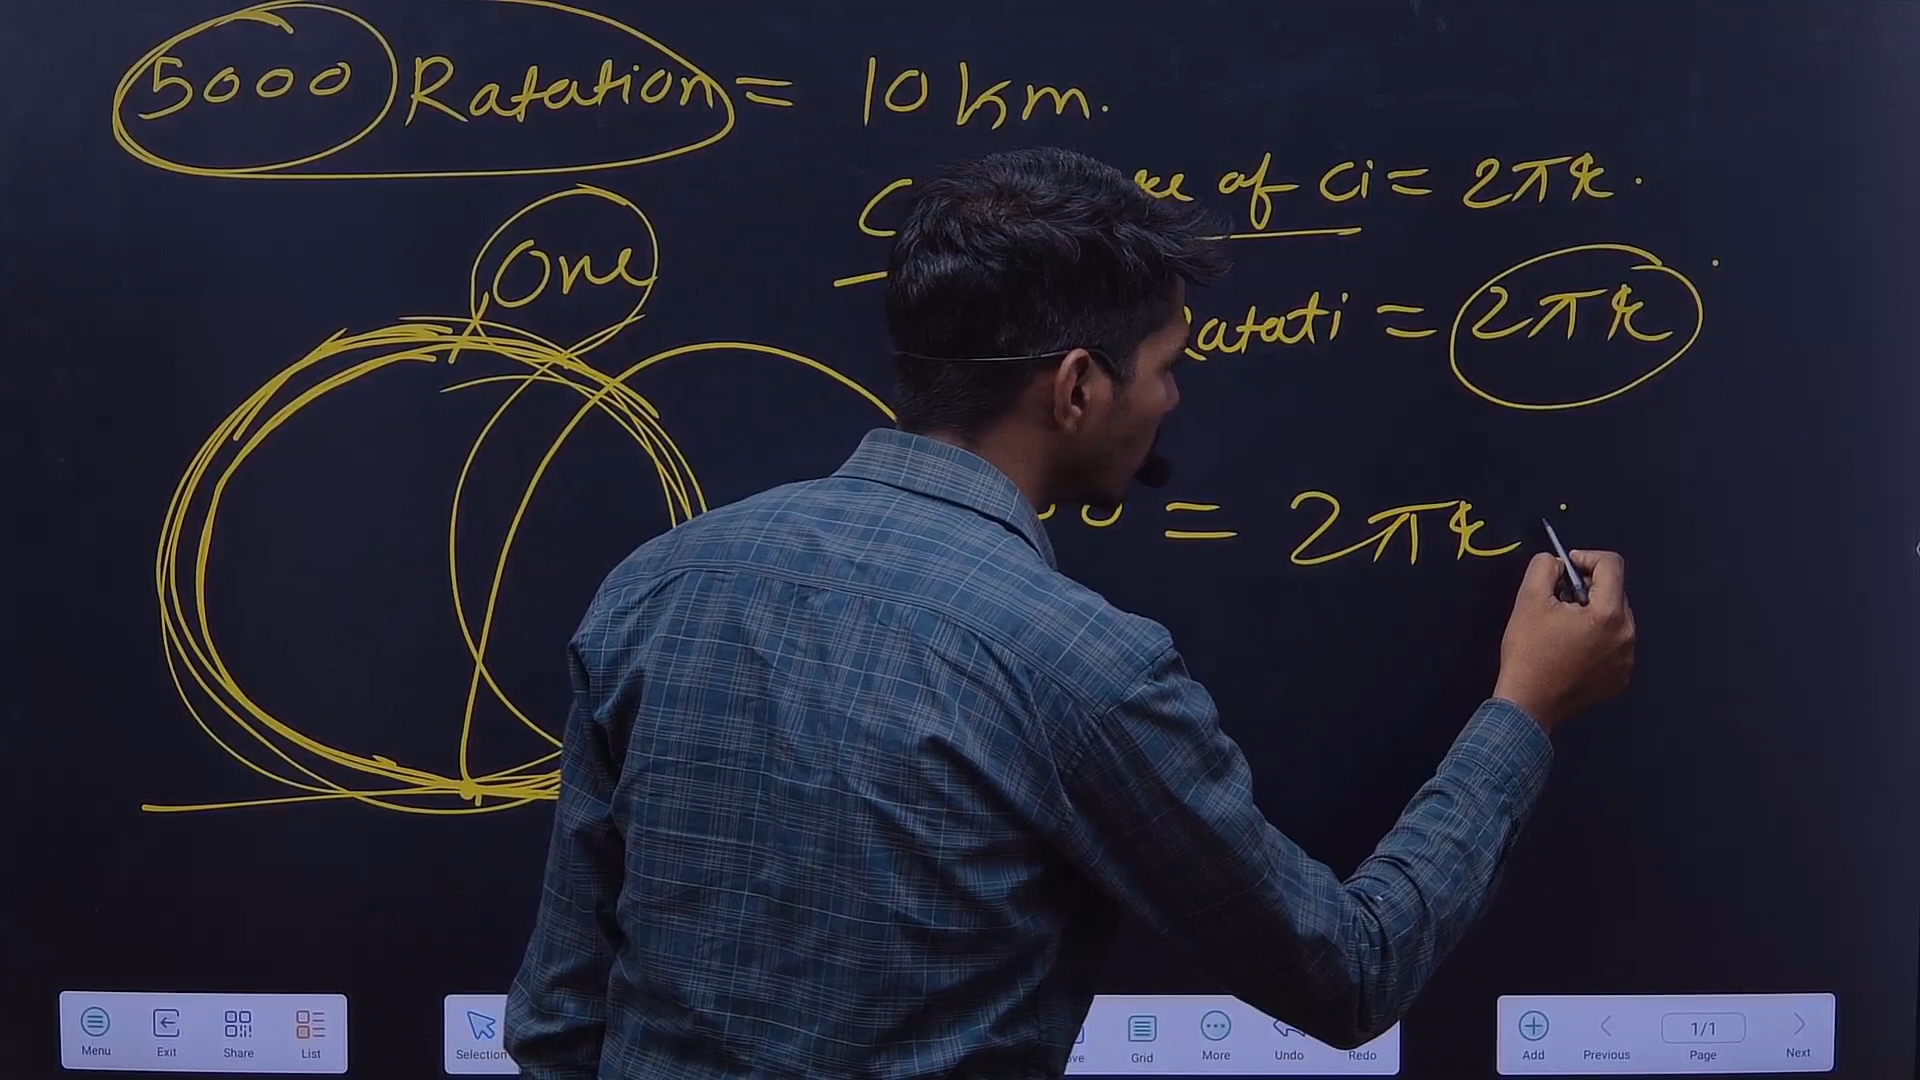 5000 Ratation = 10 km.
of Ci = 2πr.
One
= 2πr
= 2πr
Menu Exit Share List Selection Grid More Undo Redo Add Previous 1/1 Page Next